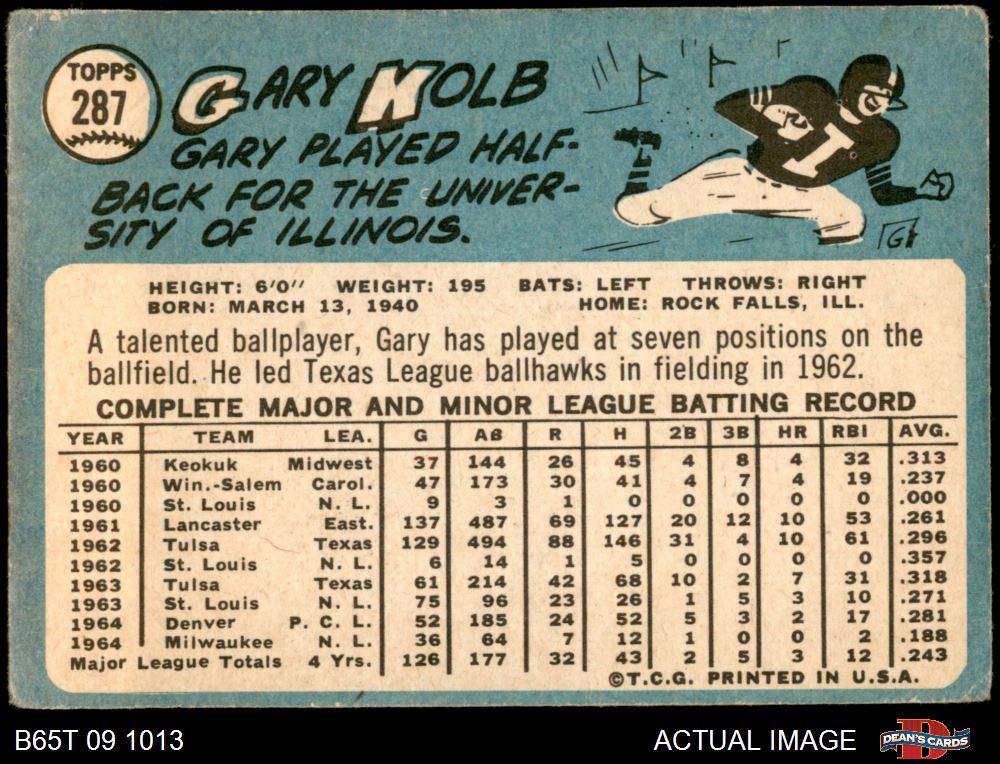 TOPPS
287
GARY KOLB
GARY PLAYED HALF-
BACK FOR THE UNIVER-
SITY OF ILLINOIS.
I
G
HEIGHT: 6'0" WEIGHT: 195 BATS: LEFT THROWS: RIGHT
BORN: MARCH 13, 1940 HOME: ROCK FALLS, ILL.
A talented ballplayer, Gary has played at seven positions on the
ballfield. He led Texas League ballhawks in fielding in 1962.
COMPLETE MAJOR AND MINOR LEAGUE BATTING RECORD
YEAR TEAM LEA. G AB R H 2B 3B HR RBI AVG.
1960 Keokuk Midwest 37 144 26 45 4 8 4 32 .313
1960 Win.-Salem Carol. 47 173 30 41 4 7 4 19 .237
1960 St. Louis N. L. 9 3 1 0 0 0 0 0 .000
1961 Lancaster East. 137 487 69 127 20 12 10 53 .261
1962 Tulsa Texas 129 494 88 146 31 4 10 61 .296
1962 St. Louis N. L. 6 14 1 5 0 0 0 0 .357
1963 Tulsa Texas 61 214 42 68 10 2 7 31 .318
1963 St. Louis N. L. 75 96 23 26 1 5 3 10 .271
1964 Denver P. C. L. 52 185 24 52 5 3 2 17 .281
1964 Milwaukee N. L. 36 64 7 12 1 0 0 2 .188
Major League Totals 4 Yrs. 126 177 32 43 2 5 3 12 .243
©T.C.G. PRINTED IN U.S.A.
B65T 09 1013 ACTUAL IMAGE D DEAN'S CARDS